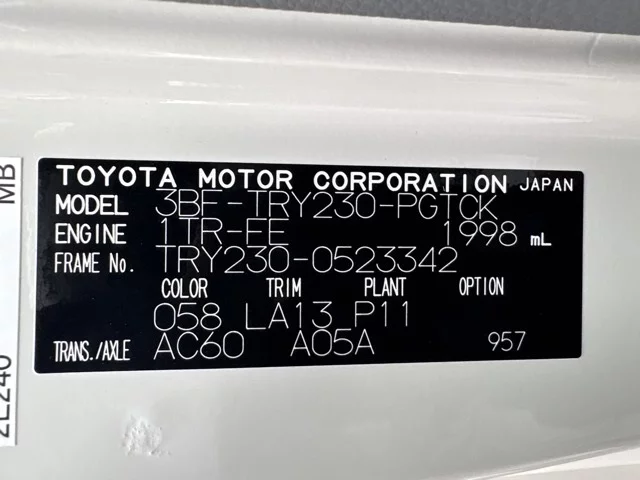 TOYOTA MOTOR CORPORATION JAPAN
MODEL 3BF-TRY230-PGTCK
ENGINE 1TR-FE 1998 mL
FRAME No. TRY230-0523342
COLOR TRIM PLANT OPTION
058 LA13 P11
TRANS./AXLE AC60 A05A 957
MB